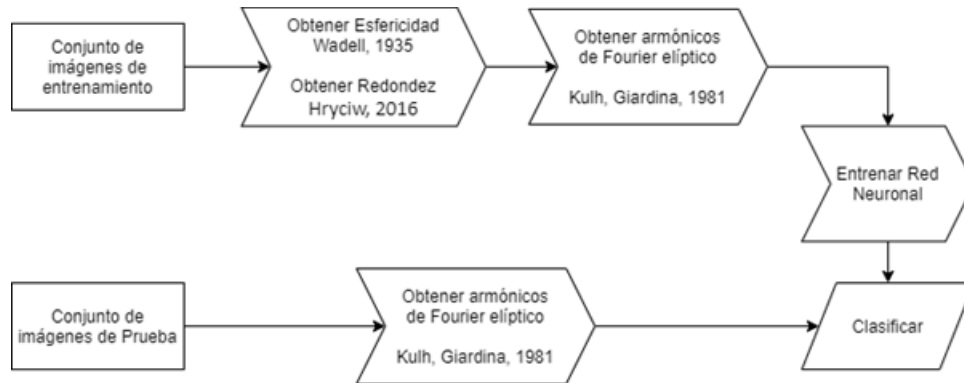 Conjunto de
imágenes de
entrenamiento
Obtener Esfericidad
Wadell, 1935
Obtener Redondez
Hryciw, 2016
Obtener armónicos
de Fourier elíptico
Kulh, Giardina, 1981
Entrenar Red
Neuronal
Conjunto de
imágenes de Prueba
Obtener armónicos
de Fourier elíptico
Kulh, Giardina, 1981
Clasificar